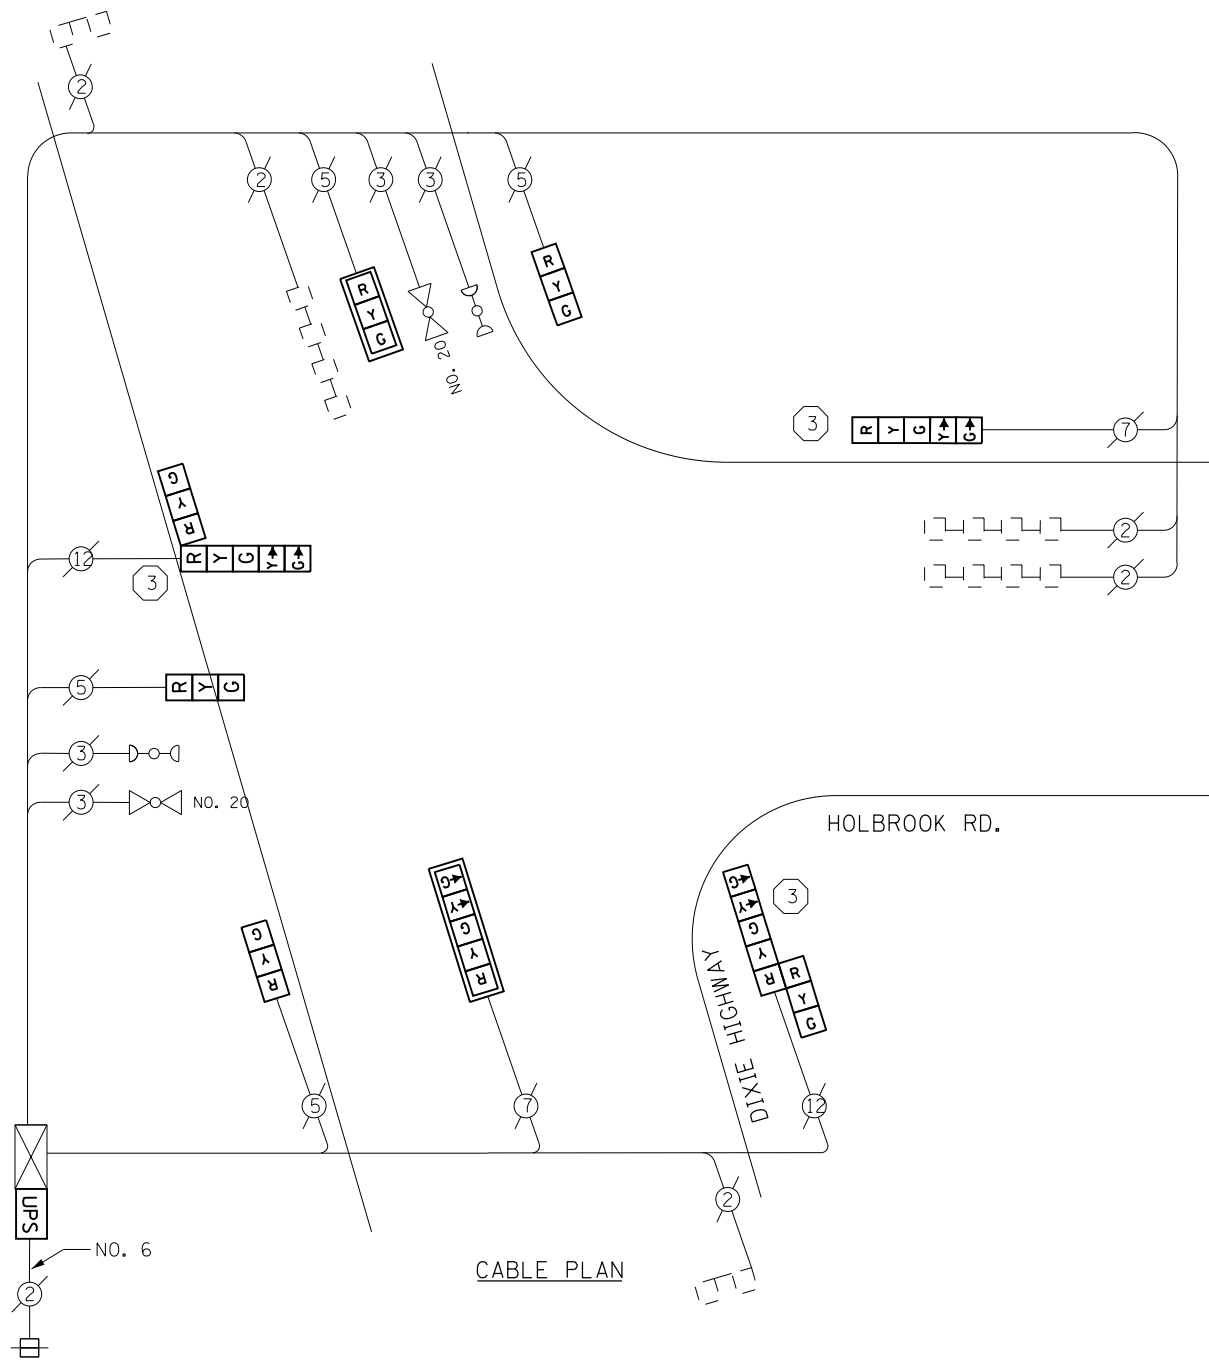 2
2 5 3 3 5
R Y G
R Y G
NO. 20
3
R Y G Y G
7
2
2
R Y G
12
R Y G Y G
3
5
R Y G
3
3
NO. 20
HOLBROOK RD.
G Y G Y R
G Y G Y R
3
R Y G
G Y R
DIXIE HIGHWAY
5
7
12
2
UPS
NO. 6
2
CABLE PLAN